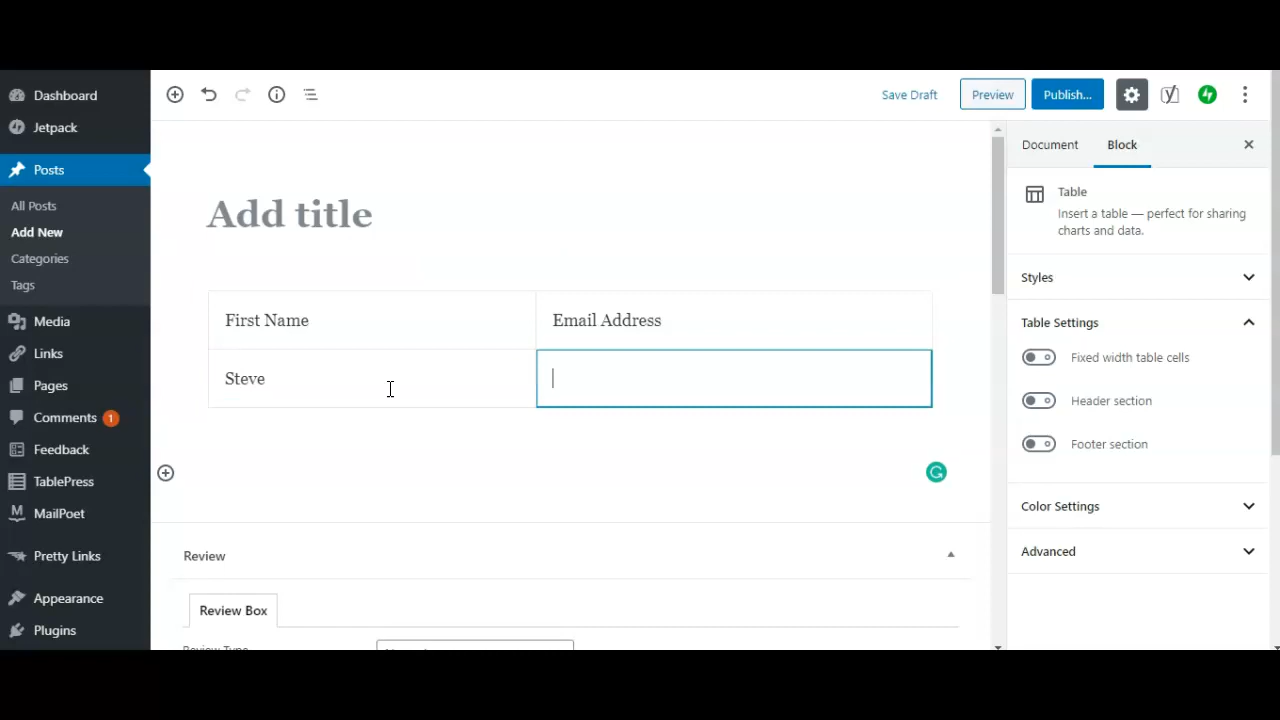 Dashboard
Jetpack
Posts
All Posts
Add New
Categories
Tags
Media
Links
Pages
Comments 1
Feedback
TablePress
MailPoet
Pretty Links
Appearance
Plugins
Save Draft
Preview
Publish...
Add title
First Name
Email Address
Steve
Review
Review Box
Document
Block
Table
Insert a table — perfect for sharing
charts and data.
Styles
Table Settings
Fixed width table cells
Header section
Footer section
Color Settings
Advanced